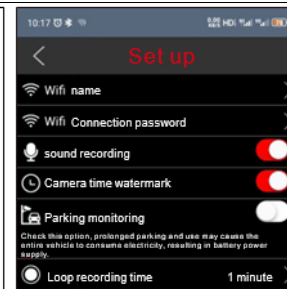 10:17
HD
Set up
Wifi name
Wifi Connection password
sound recording
Camera time watermark
Parking monitoring
Check this option, prolonged parking and use may cause the
entire vehicle to consume electricity, resulting in battery power
supply.
Loop recording time 1 minute